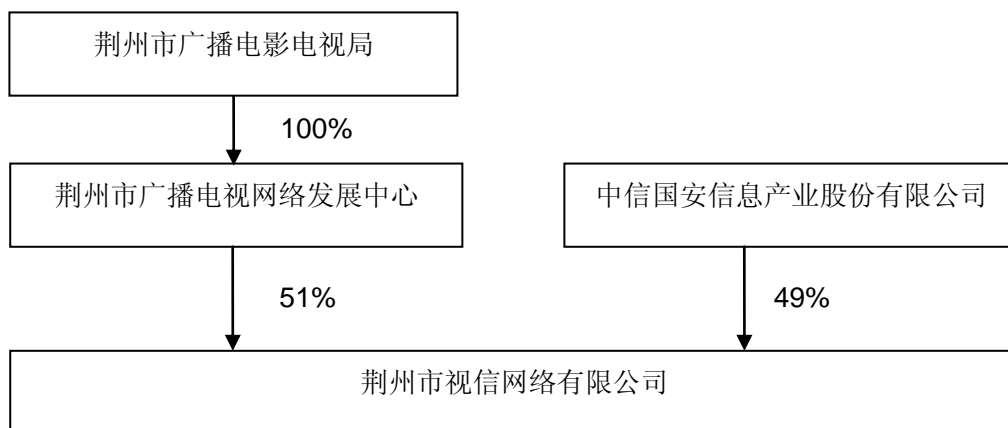 荆州市广播电影电视局
100%
荆州市广播电视网络发展中心
中信国安信息产业股份有限公司
51%
49%
荆州市视信网络有限公司